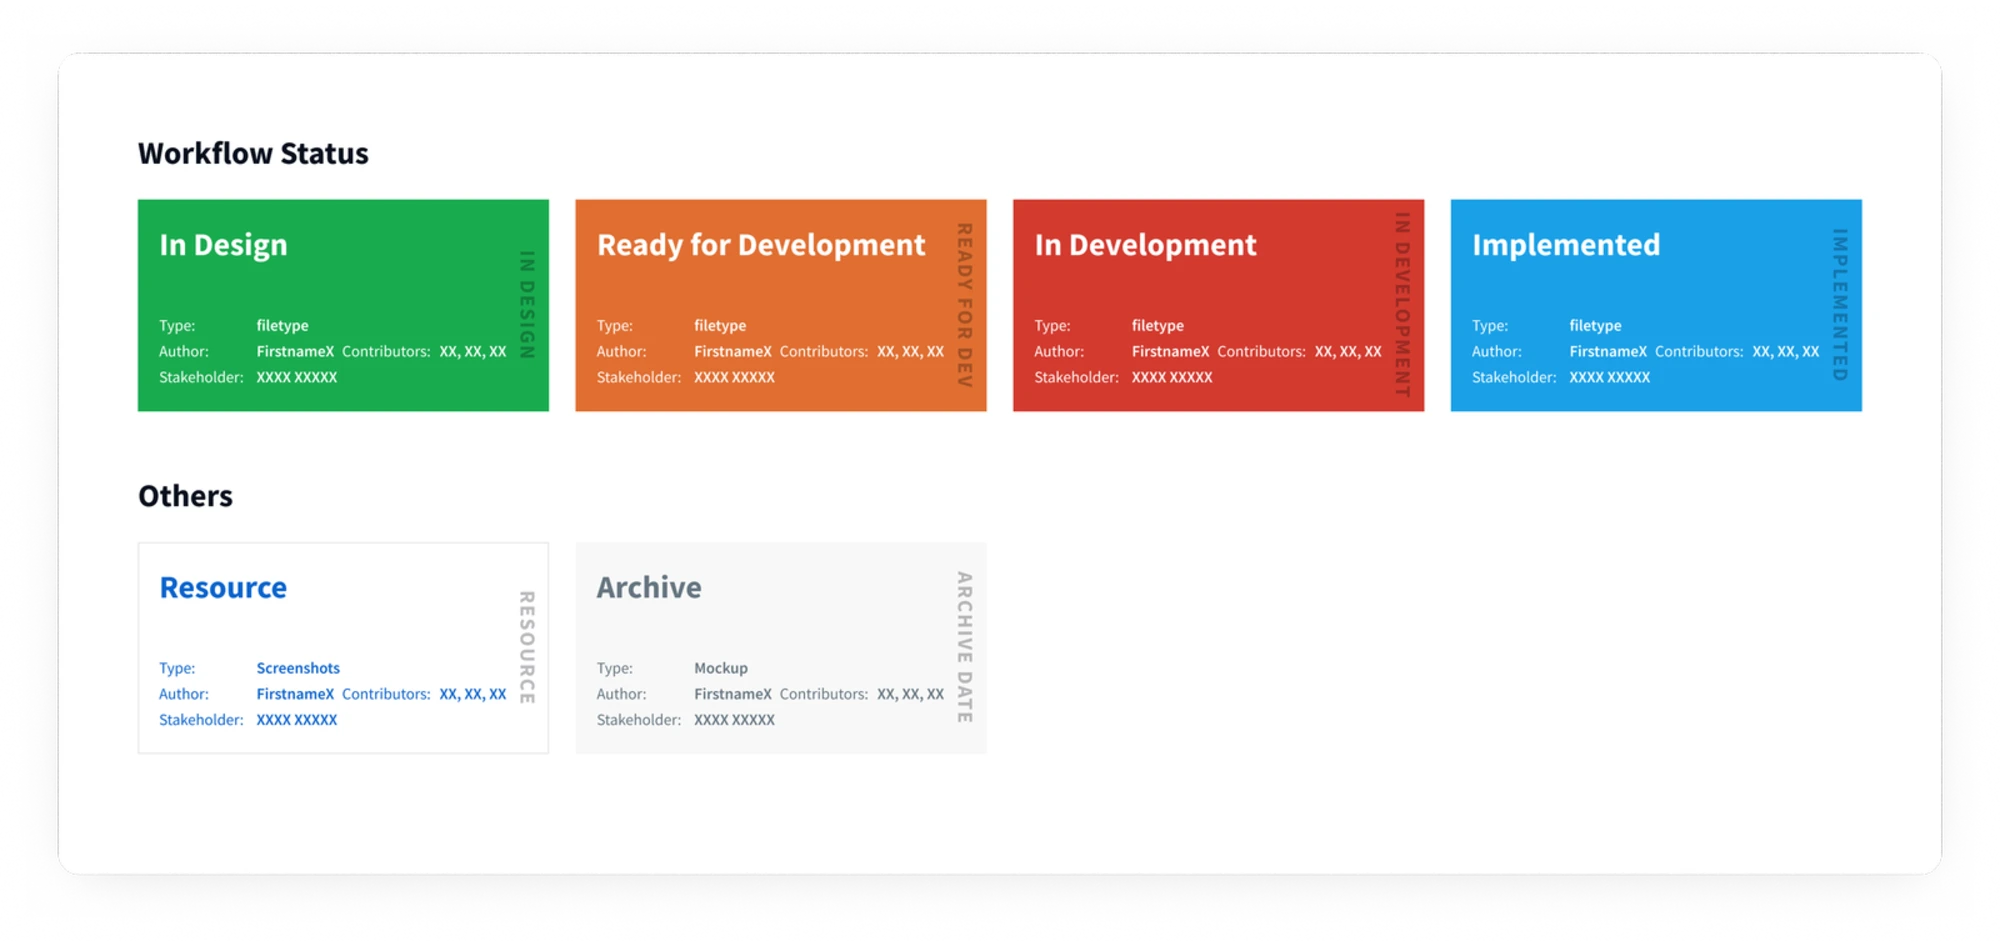 Workflow Status
In Design
Type: filetype
Author: FirstnameX Contributors: XX, XX, XX
Stakeholder: XXXX XXXXX
IN DESIGN
Ready for Development
Type: filetype
Author: FirstnameX Contributors: XX, XX, XX
Stakeholder: XXXX XXXXX
READY FOR DEV
In Development
Type: filetype
Author: FirstnameX Contributors: XX, XX, XX
Stakeholder: XXXX XXXXX
IN DEVELOPMENT
Implemented
Type: filetype
Author: FirstnameX Contributors: XX, XX, XX
Stakeholder: XXXX XXXXX
IMPLEMENTED
Others
Resource
Type: Screenshots
Author: FirstnameX Contributors: XX, XX, XX
Stakeholder: XXXX XXXXX
RESOURCE
Archive
Type: Mockup
Author: FirstnameX Contributors: XX, XX, XX
Stakeholder: XXXX XXXXX
ARCHIVE DATE